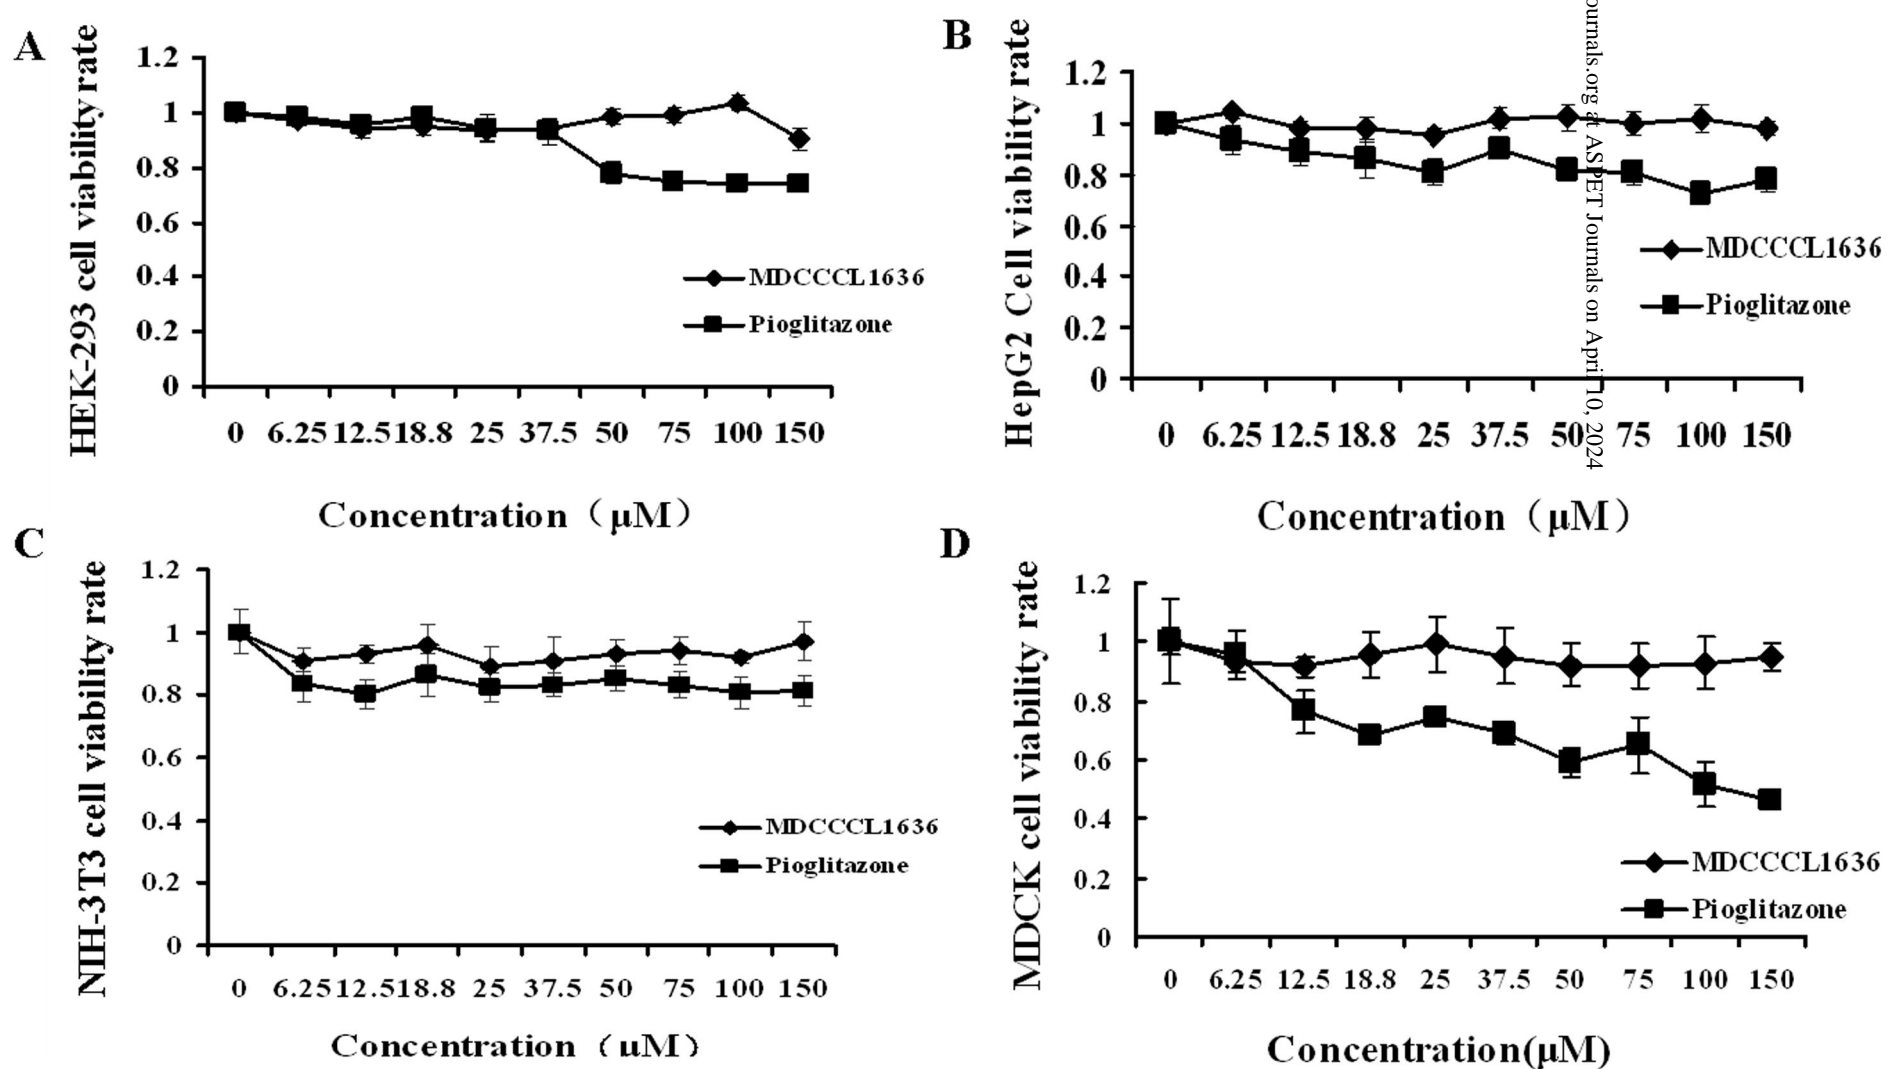 A
HEK-293 cell viability rate
1.2
1
0.8
0.6
0.4
0.2
0
MDCCCL1636
Pioglitazone
0 6.25 12.5 18.8 25 37.5 50 75 100 150
Concentration（μM）
B
HepG2 Cell viability rate
1.2
1
0.8
0.6
0.4
0.2
0
MDCCCL1636
Pioglitazone
0 6.25 12.5 18.8 25 37.5 50 75 100 150
Concentration（μM）
ournals.org at ASPET Journals on April 10, 2024
C
NIH-3T3 cell viability rate
1.2
1
0.8
0.6
0.4
0.2
0
MDCCCL1636
Pioglitazone
0 6.25 12.5 18.8 25 37.5 50 75 100 150
Concentration（μM）
D
MDCK cell viability rate
1.2
1
0.8
0.6
0.4
0.2
0
MDCCCL1636
Pioglitazone
0 6.25 12.5 18.8 25 37.5 50 75 100 150
Concentration(μM)